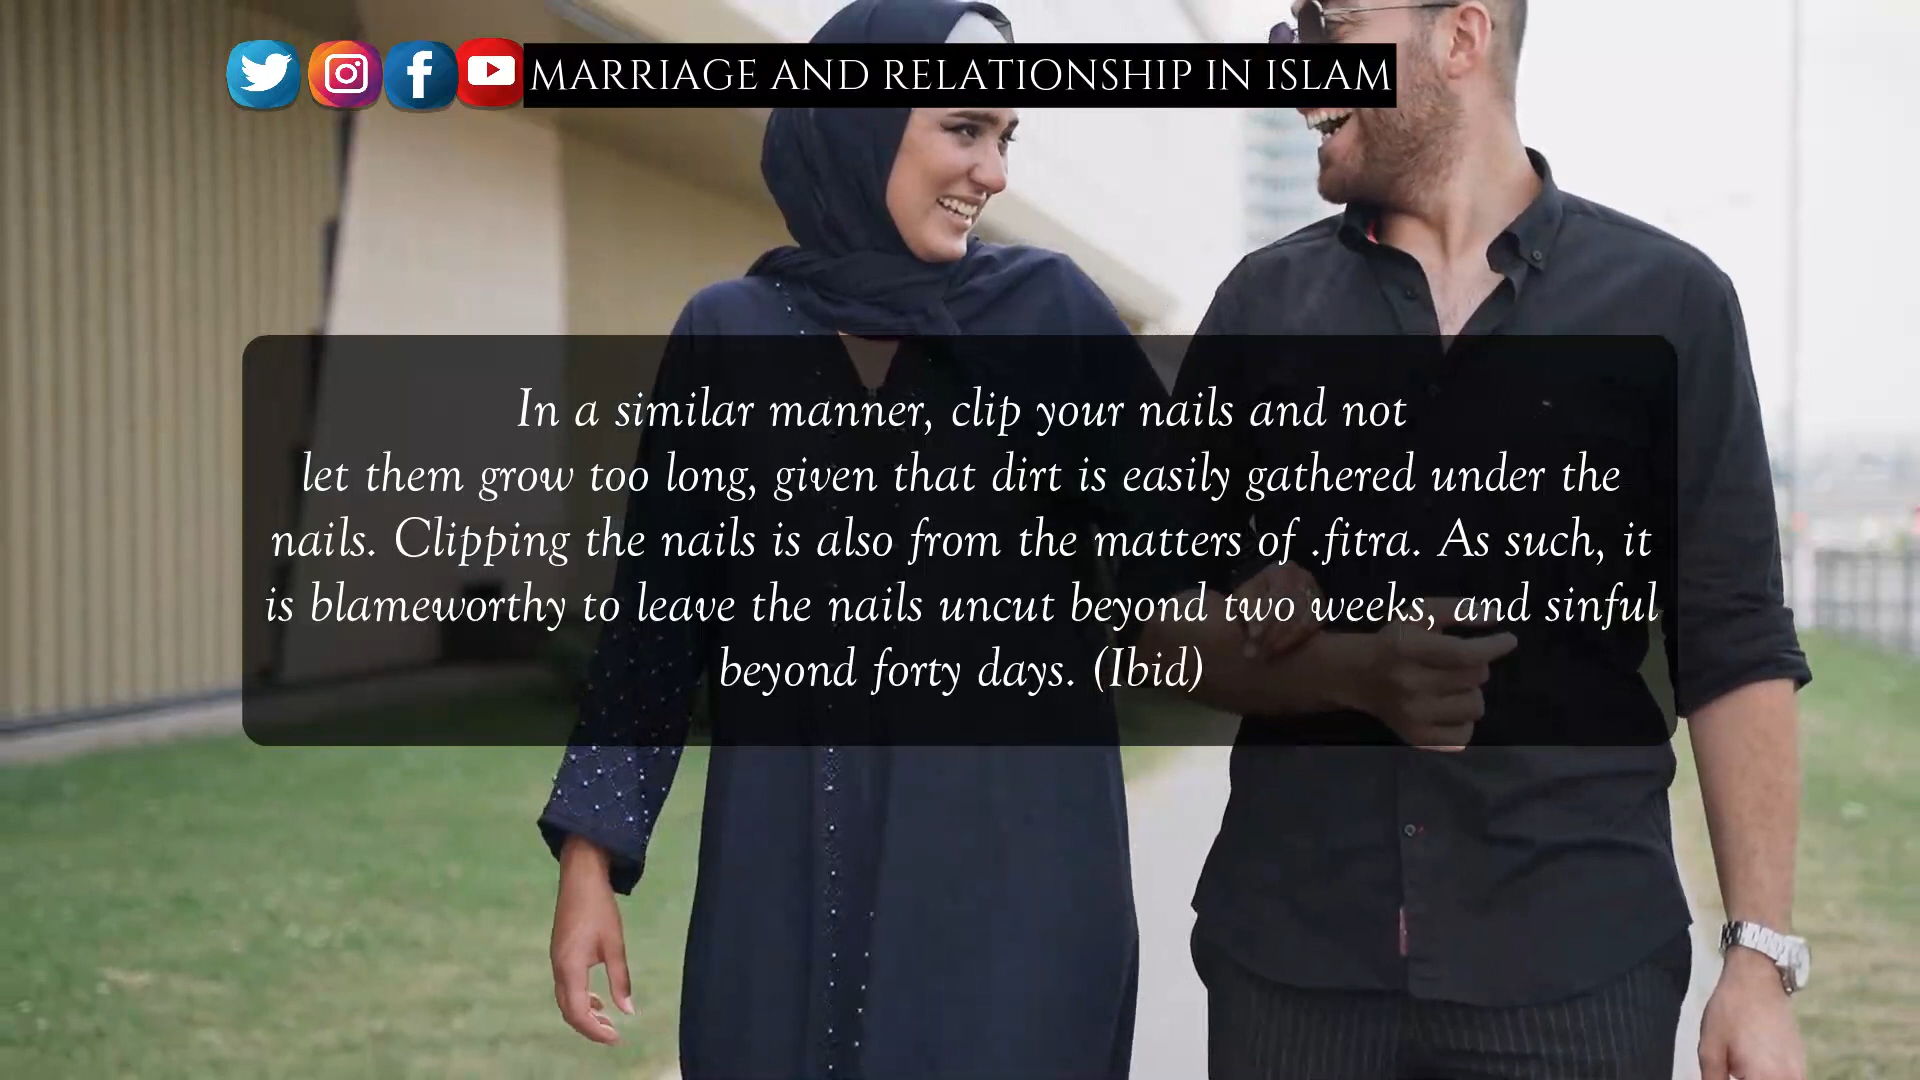 MARRIAGE AND RELATIONSHIP IN ISLAM
In a similar manner, clip your nails and not
let them grow too long, given that dirt is easily gathered under the
nails. Clipping the nails is also from the matters of .fitra. As such, it
is blameworthy to leave the nails uncut beyond two weeks, and sinful
beyond forty days. (Ibid)